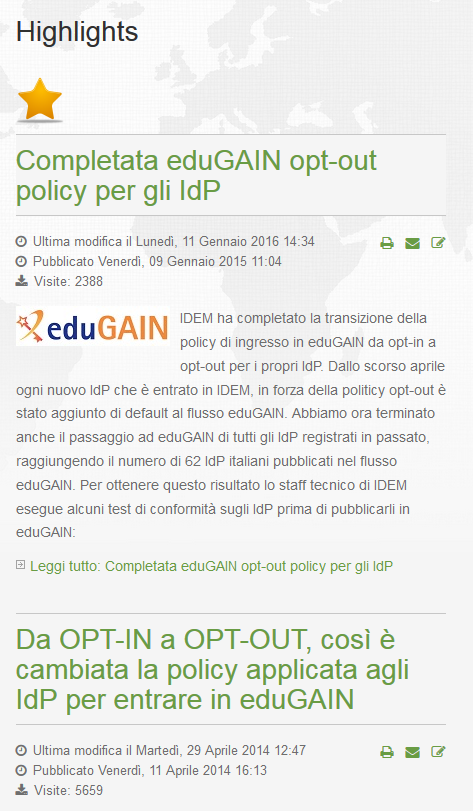 Highlights
Completata eduGAIN opt-out
policy per gli IdP
Ultima modifica il Lunedì, 11 Gennaio 2016 14:34
Pubblicato Venerdì, 09 Gennaio 2015 11:04
Visite: 2388
eduGAIN
IDEM ha completato la transizione della
policy di ingresso in eduGAIN da opt-in a
opt-out per i propri IdP. Dallo scorso aprile
ogni nuovo IdP che è entrato in IDEM, in forza della politicy opt-out è
stato aggiunto di default al flusso eduGAIN. Abbiamo ora terminato
anche il passaggio ad eduGAIN di tutti gli IdP registrati in passato,
raggiungendo il numero di 62 IdP italiani pubblicati nel flusso
eduGAIN. Per ottenere questo risultato lo staff tecnico di IDEM
esegue alcuni test di conformità sugli IdP prima di pubblicarli in
eduGAIN:
Leggi tutto: Completata eduGAIN opt-out policy per gli IdP
Da OPT-IN a OPT-OUT, così è
cambiata la policy applicata agli
IdP per entrare in eduGAIN
Ultima modifica il Martedì, 29 Aprile 2014 12:47
Pubblicato Venerdì, 11 Aprile 2014 16:13
Visite: 5659